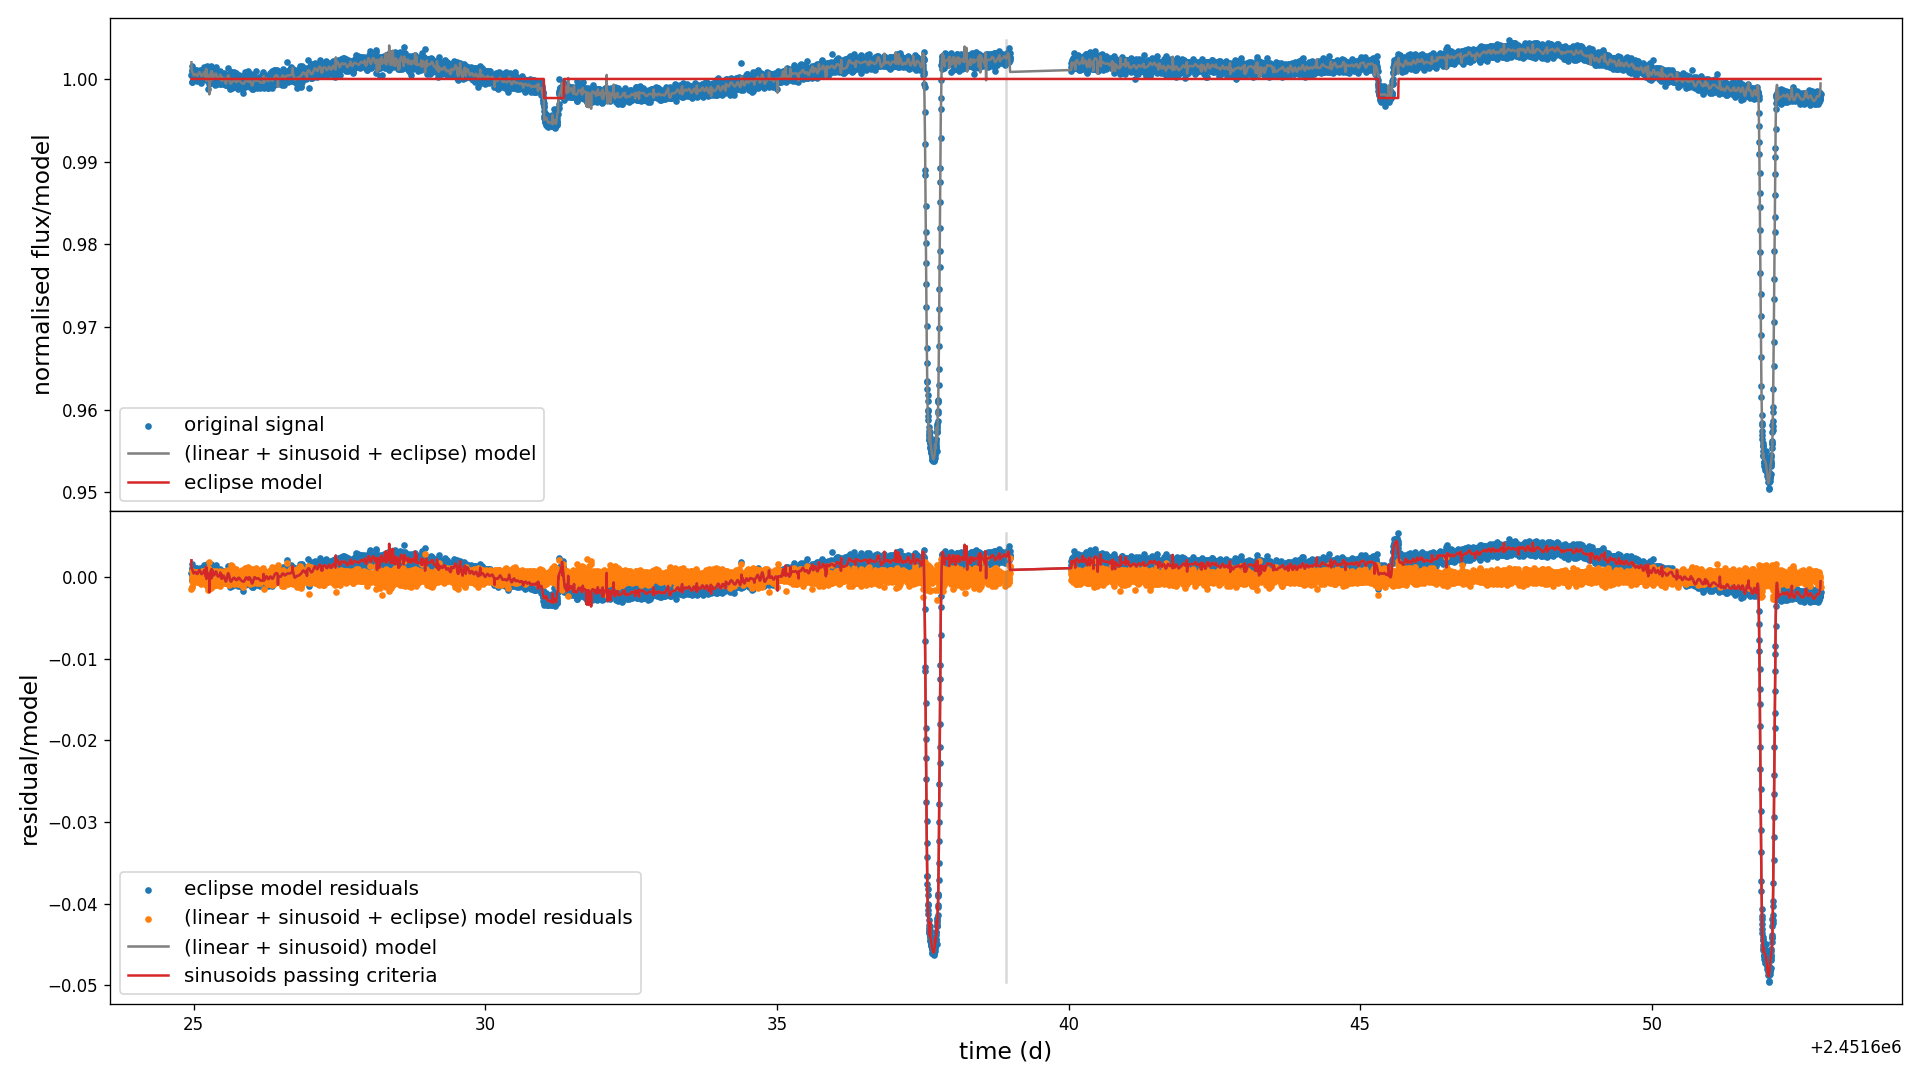 normalised flux/model
1.00
0.99
0.98
0.97
0.96
0.95
original signal
(linear + sinusoid + eclipse) model
eclipse model
residual/model
0.00
−0.01
−0.02
−0.03
−0.04
−0.05
eclipse model residuals
(linear + sinusoid + eclipse) model residuals
(linear + sinusoid) model
sinusoids passing criteria
25 30 35 40 45 50
time (d)
+2.4516e6